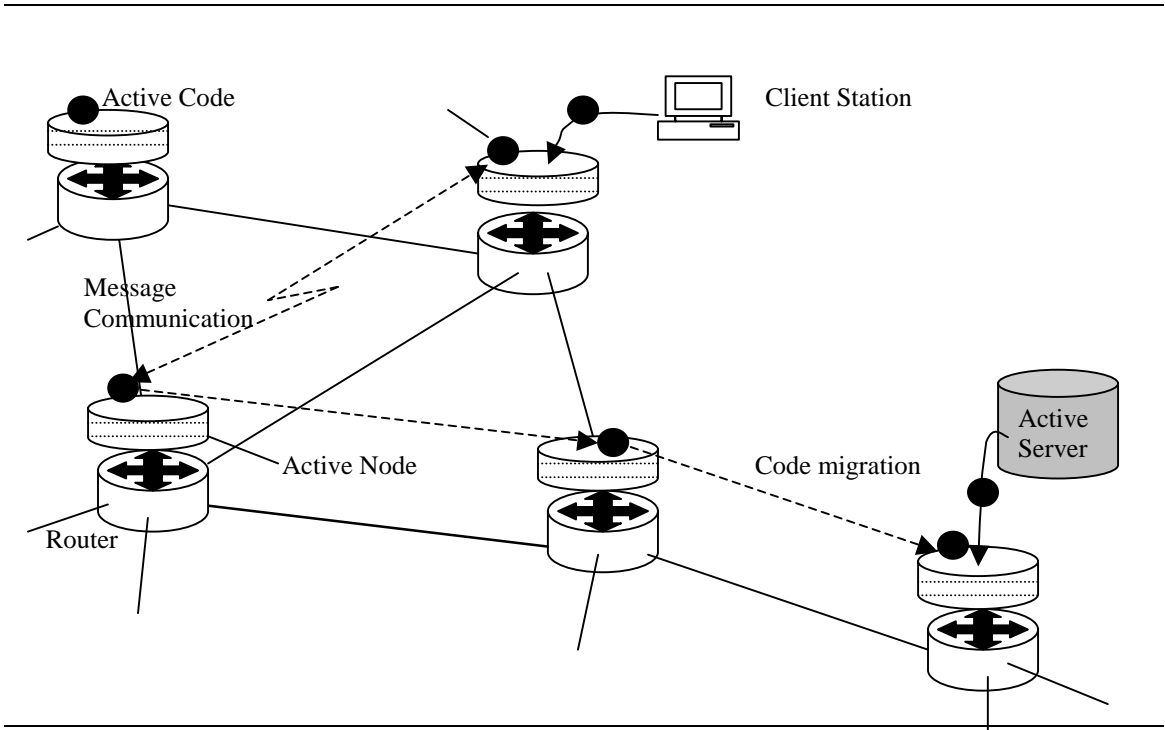 Active Code
Client Station
Message
Communication
Active
Server
Active Node
Code migration
Router